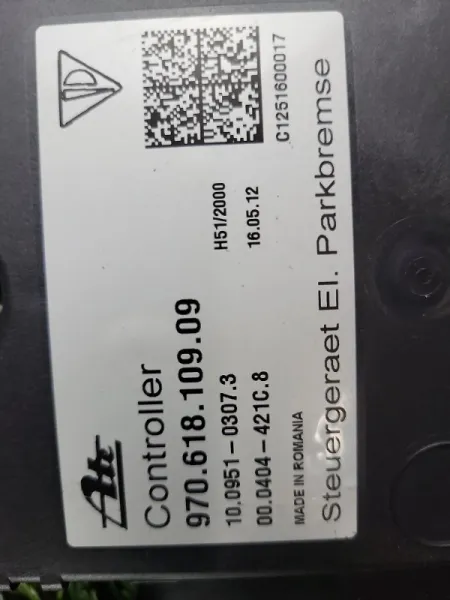 Ate
Controller
970.618.109.09
10.0951-0307.3 H51/2000
00.0404-421C.8 16.05.12
MADE IN ROMANIA C1251600017
Steuergeraet El. Parkbremse